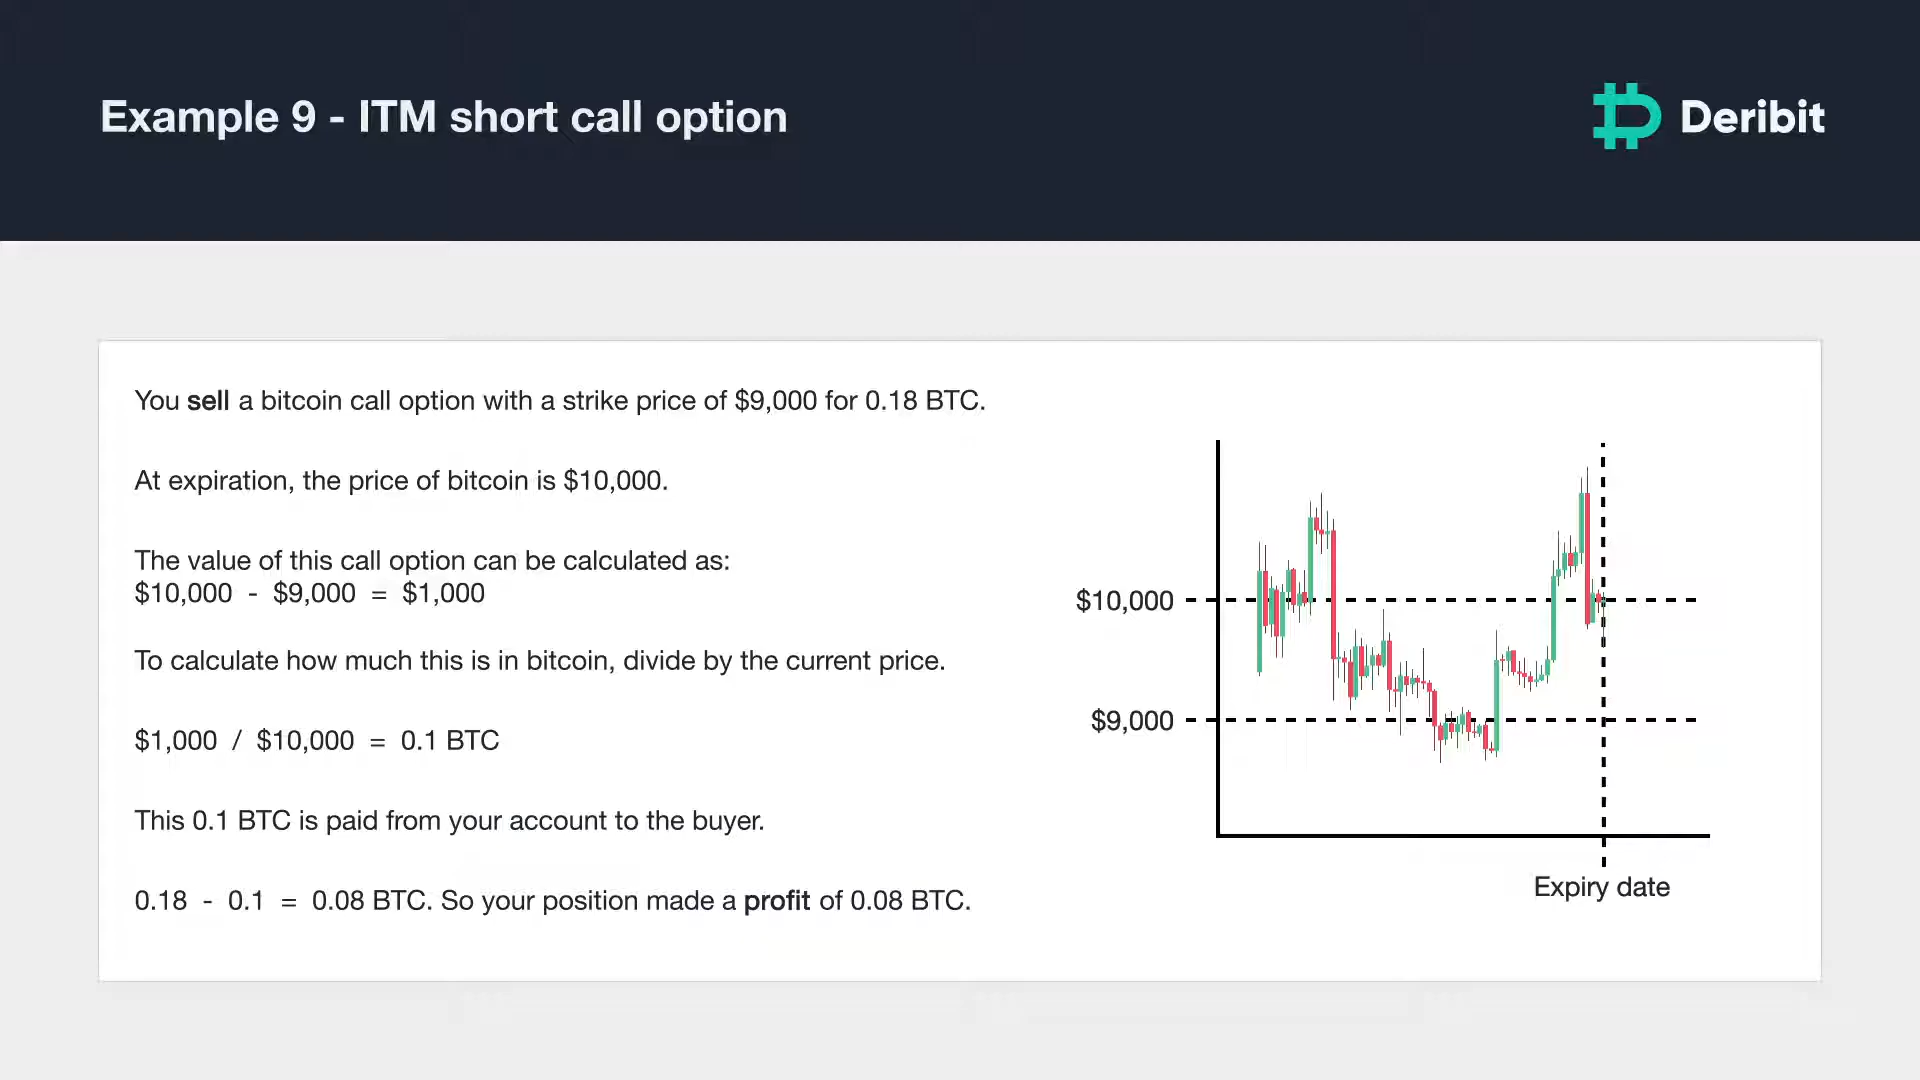 Example 9 - ITM short call option
Deribit
You sell a bitcoin call option with a strike price of $9,000 for 0.18 BTC.
At expiration, the price of bitcoin is $10,000.
The value of this call option can be calculated as:
$10,000 - $9,000 = $1,000
To calculate how much this is in bitcoin, divide by the current price.
$1,000 / $10,000 = 0.1 BTC
This 0.1 BTC is paid from your account to the buyer.
0.18 - 0.1 = 0.08 BTC. So your position made a profit of 0.08 BTC.
$10,000
$9,000
Expiry date